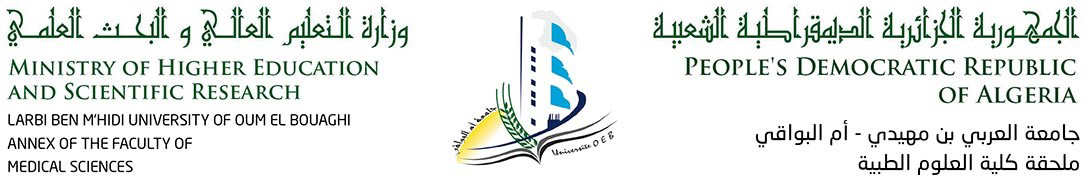 وزارة التعليم العالي و البحث العلمي
MINISTRY OF HIGHER EDUCATION
AND SCIENTIFIC RESEARCH
LARBI BEN M'HIDI UNIVERSITY OF OUM EL BOUAGHI
ANNEX OF THE FACULTY OF
MEDICAL SCIENCES
جامعة أم البواقي
Universite O E B
الجمهورية الجزائرية الديمقراطية الشعبية
PEOPLE'S DEMOCRATIC REPUBLIC
OF ALGERIA
جامعة العربي بن مهيدي - أم البواقي
ملحقة كلية العلوم الطبية